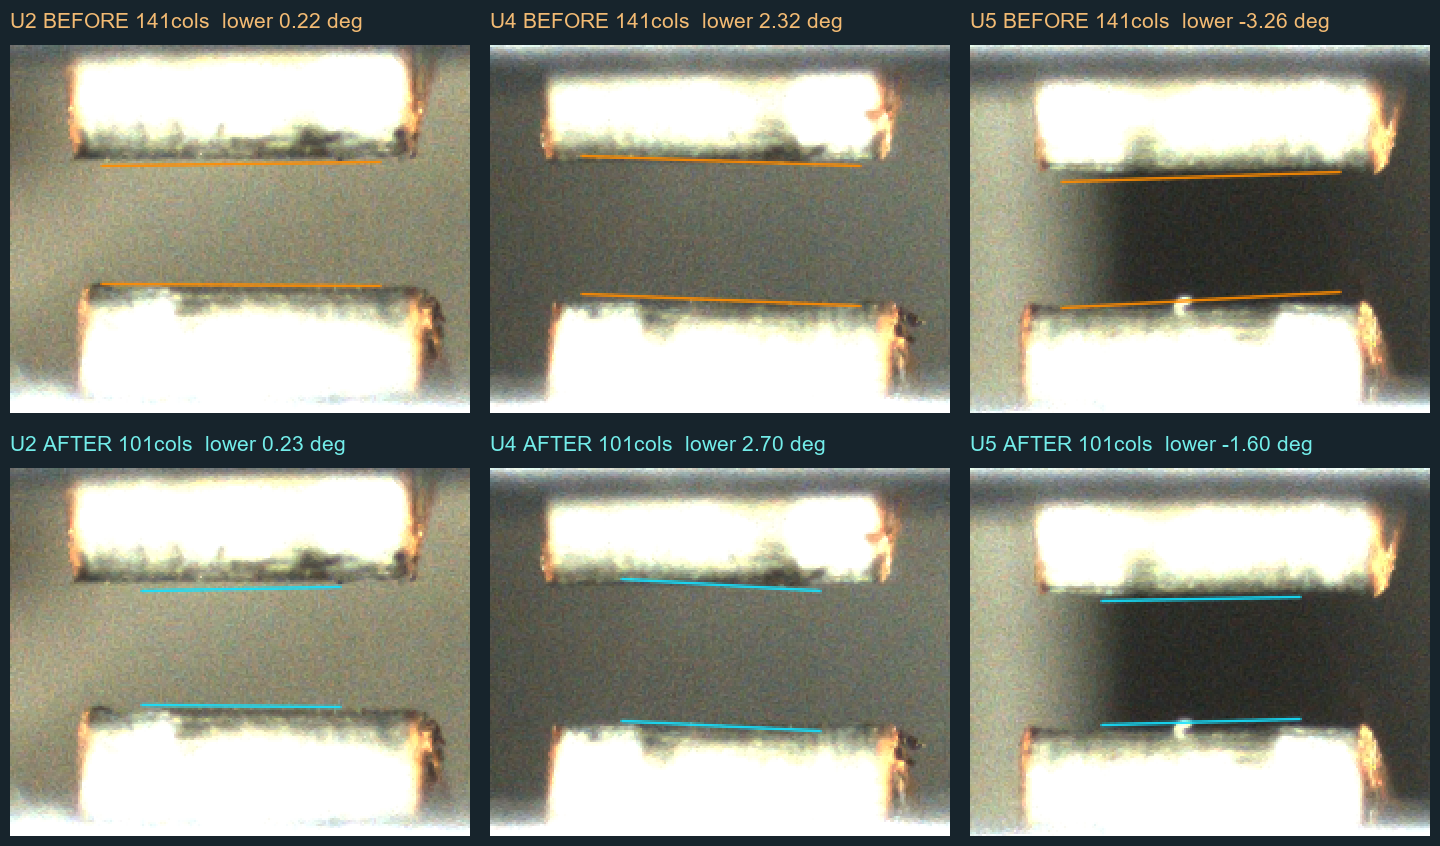 U2 BEFORE 141cols  lower 0.22 deg
U4 BEFORE 141cols  lower 2.32 deg
U5 BEFORE 141cols  lower -3.26 deg
U2 AFTER 101cols  lower 0.23 deg
U4 AFTER 101cols  lower 2.70 deg
U5 AFTER 101cols  lower -1.60 deg